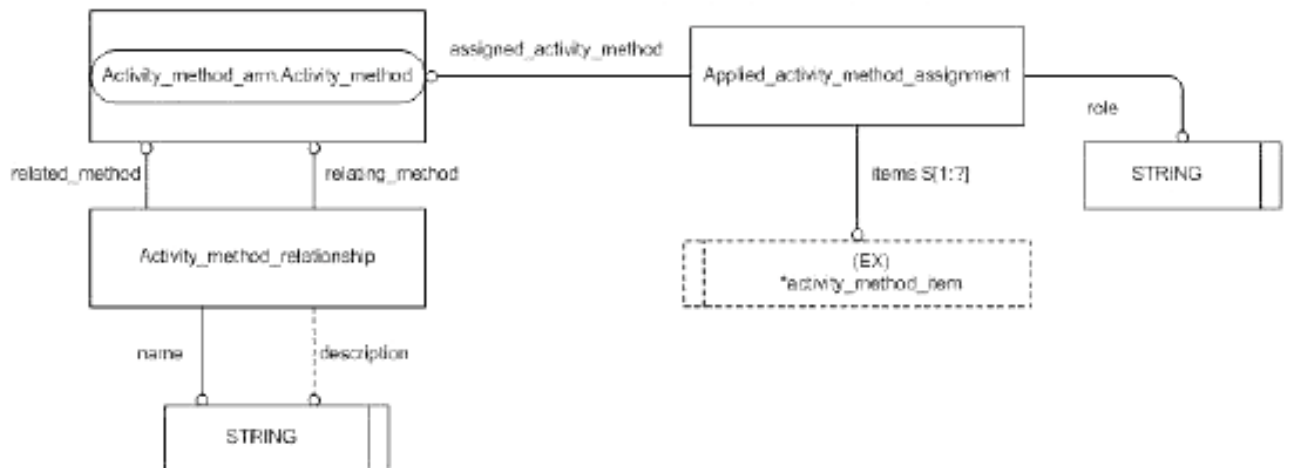 assigned_activity_method
Activity_method_arm.Activity_method
Applied_activity_method_assignment
role
related_method
relating_method
items S[1:?]
STRING
Activity_method_relationship
(EX)
*activity_method_item
name
description
STRING